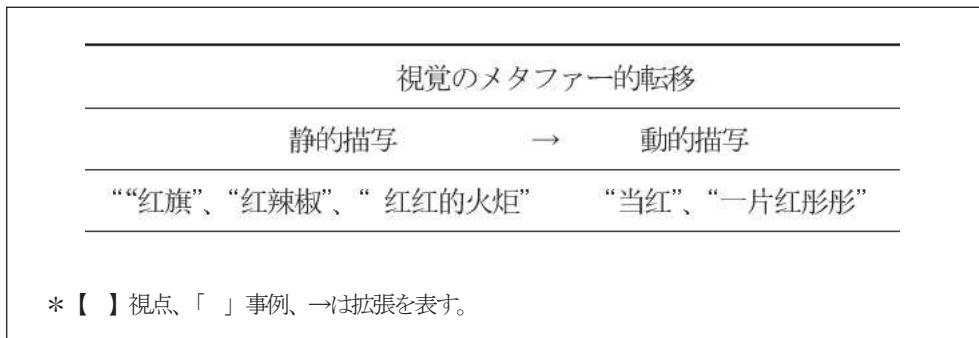 視覚のメタファー的転移
静的描写 → 動的描写
““红旗”、“红辣椒”、“ 红红的火炬” “当红”、“一片红彤彤”
＊【 】視点、「 」事例、→は拡張を表す。